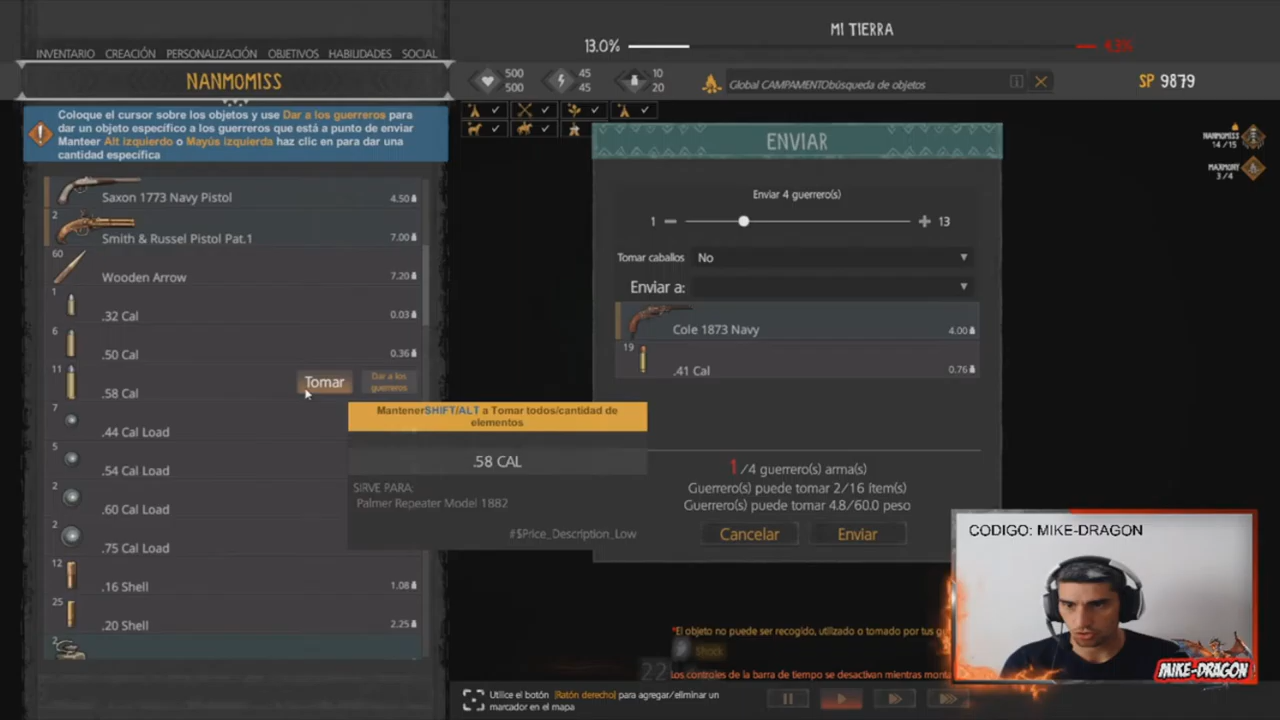 MI TIERRA
13.0%
INVENTARIO CREACIÓN PERSONALIZACIÓN OBJETIVOS HABILIDADES SOCIAL
NANMOMISS
500
500
45
45
10
20
Global CAMPAMENTObúsqueda de objetos
SP 9879
Coloque el cursor sobre los objetos y use Dar a los guerreros para
dar un objeto específico a los guerreros que está a punto de enviar
Manteer Alt izquierdo o Mayús izquierda haz clic en para dar una
cantidad específica
NANMOMISS
14/15
MAXMONY
3/4
Saxon 1773 Navy Pistol 4.50
2
Smith & Russel Pistol Pat.1 7.00
60
Wooden Arrow 7.20
1
.32 Cal 0.03
6
.50 Cal 0.36
11
.58 Cal
Tomar
Dar a los
guerreros
7
.44 Cal Load
5
.54 Cal Load
2
.60 Cal Load
2
.75 Cal Load
12
.16 Shell 1.08
25
.20 Shell 2.25
2
MantenerSHIFT/ALT a Tomar todos/cantidad de
elementos
.58 CAL
SIRVE PARA:
Palmer Repeater Model 1882
#$Price_Description_Low
ENVIAR
Enviar 4 guerrero(s)
1 13
Tomar caballos No
Enviar a:
Cole 1873 Navy 4.00
19
.41 Cal 0.76
1/4 guerrero(s) arma(s)
Guerrero(s) puede tomar 2/16 ítem(s)
Guerrero(s) puede tomar 4.8/60.0 peso
Cancelar Enviar
CODIGO: MIKE-DRAGON
MIKE-DRAGON
*El objeto no puede ser recogido, utilizado o tomado por tus
Shock
22
Los controles de la barra de tiempo se desactivan mientras
Utilice el botón [Ratón derecho] para agregar/eliminar un
marcador en el mapa